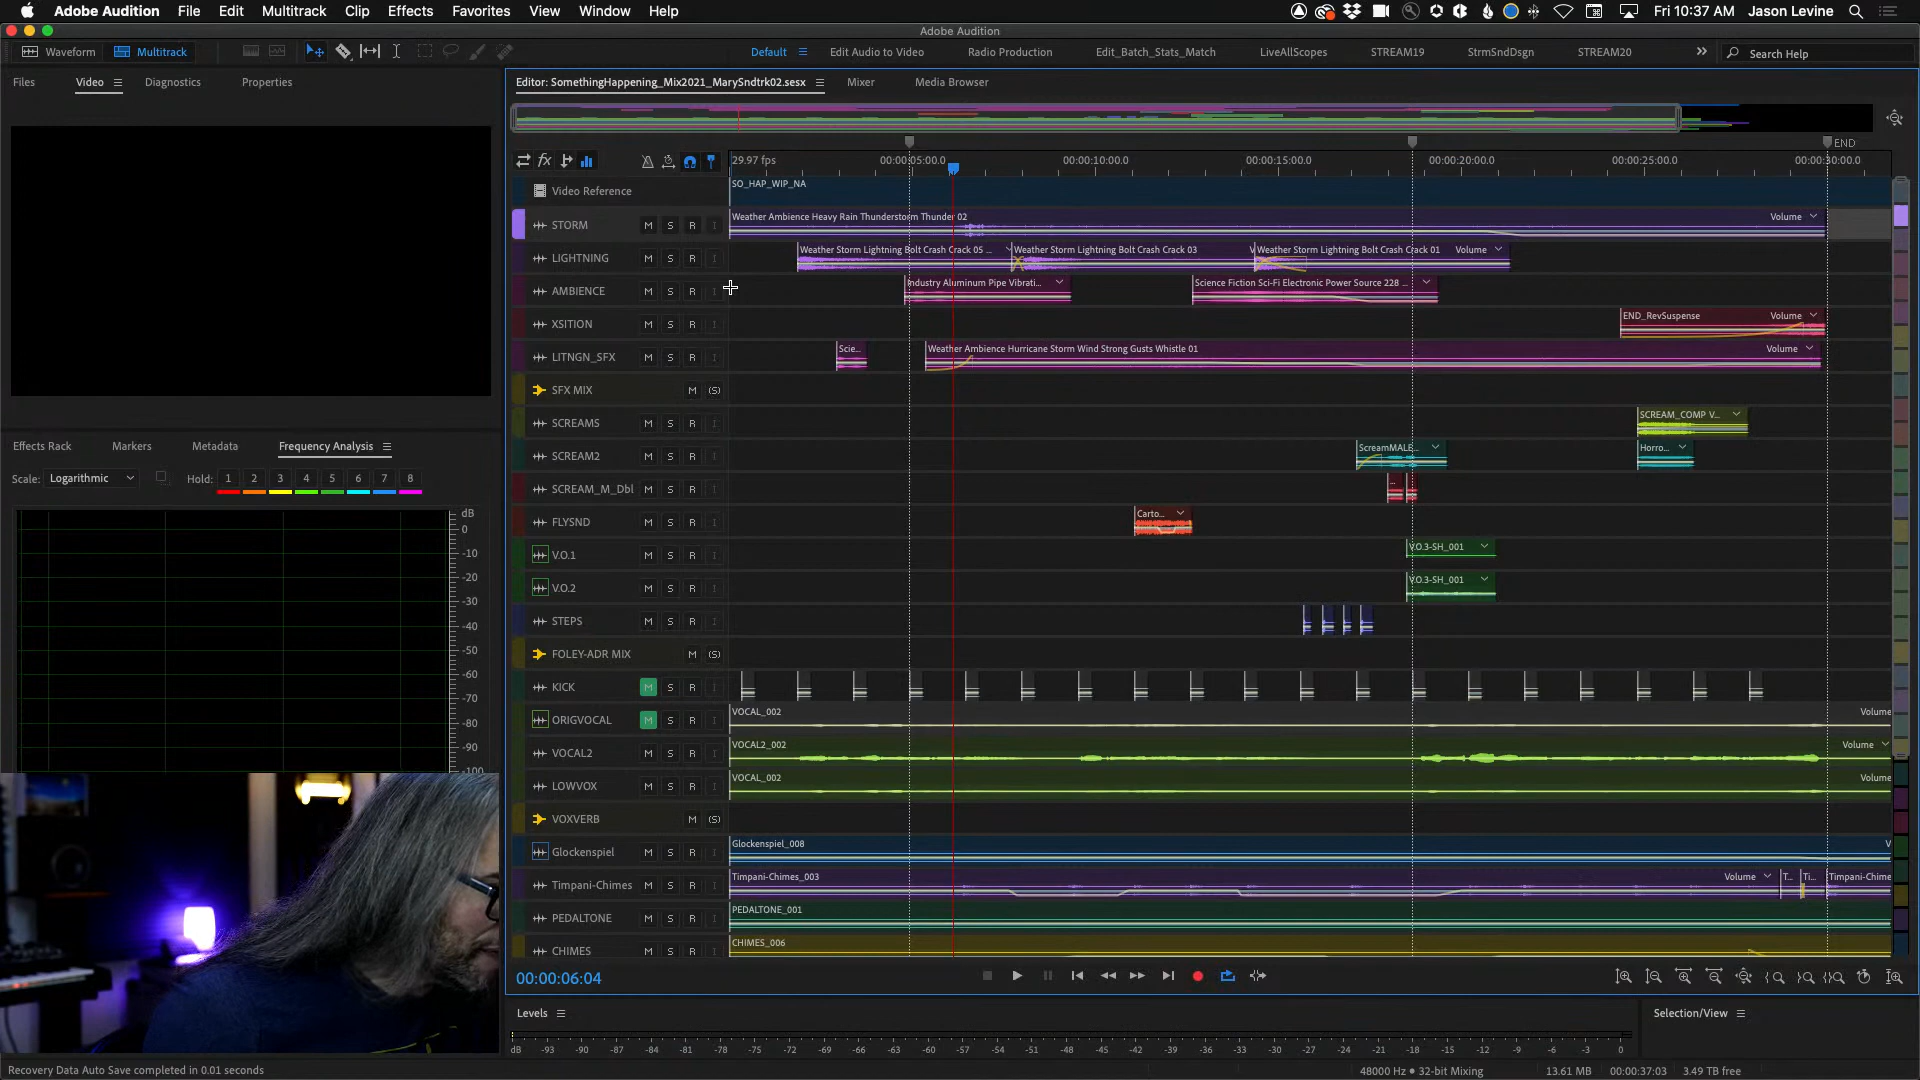 Adobe Audition File Edit Multitrack Clip Effects Favorites View Window Help Fri 10:37 AM Jason Levine
Adobe Audition
Waveform Multitrack Default Edit Audio to Video Radio Production Edit_Batch_Stats_Match LiveAllScopes STREAM19 StrmSndDsgn STREAM20 Search Help
Files Video Diagnostics Properties
Editor: SomethingHappening_Mix2021_MarySndtrk02.sesx Mixer Media Browser
END
29.97 fps 00:00:05:00.0 00:00:10:00.0 00:00:15:00.0 00:00:20:00.0 00:00:25:00.0 00:00:30:00.0
Video Reference SO_HAP_WIP_NA
STORM M S R I Weather Ambience Heavy Rain Thunderstorm Thunder 02 Volume
LIGHTNING M S R I Weather Storm Lightning Bolt Crash Crack 05 ... Weather Storm Lightning Bolt Crash Crack 03 Weather Storm Lightning Bolt Crash Crack 01 Volume
AMBIENCE M S R I Industry Aluminum Pipe Vibrati... Science Fiction Sci-Fi Electronic Power Source 228 ...
XSITION M S R I END_RevSuspense Volume
LITNGN_SFX M S R I Scie... Weather Ambience Hurricane Storm Wind Strong Gusts Whistle 01 Volume
SFX MIX M (S)
SCREAMS M S R I SCREAM_COMP V...
SCREAM2 M S R I ScreamMALE... Horro...
SCREAM_M_Dbl M S R I ...
FLYSND M S R I Carto...
V.O.1 M S R I V.O.3-SH_001
V.O.2 M S R I V.O.3-SH_001
STEPS M S R I
FOLEY-ADR MIX M (S)
KICK M S R I
ORIGVOCAL M S R I VOCAL_002 Volume
VOCAL2 M S R I VOCAL2_002 Volume
LOWVOX M S R I VOCAL_002 Volume
VOXVERB M (S)
Glockenspiel M S R I Glockenspiel_008 V
Timpani-Chimes M S R I Timpani-Chimes_003 Volume T... Ti... Timpani-Chime
PEDALTONE M S R I PEDALTONE_001
CHIMES M S R I CHIMES_006
Effects Rack Markers Metadata Frequency Analysis
Scale: Logarithmic Hold: 1 2 3 4 5 6 7 8
dB
0
-10
-20
-30
-40
-50
-60
-70
-80
-90
-100
00:00:06:04
Levels
dB -93 -90 -87 -84 -81 -78 -75 -72 -69 -66 -63 -60 -57 -54 -51 -48 -45 -42 -39 -36 -33 -30 -27 -24 -21 -18 -15 -12 -9 -6 -3 0
Selection/View
Recovery Data Auto Save completed in 0.01 seconds
48000 Hz • 32-bit Mixing 13.61 MB 00:00:37:03 3.49 TB free